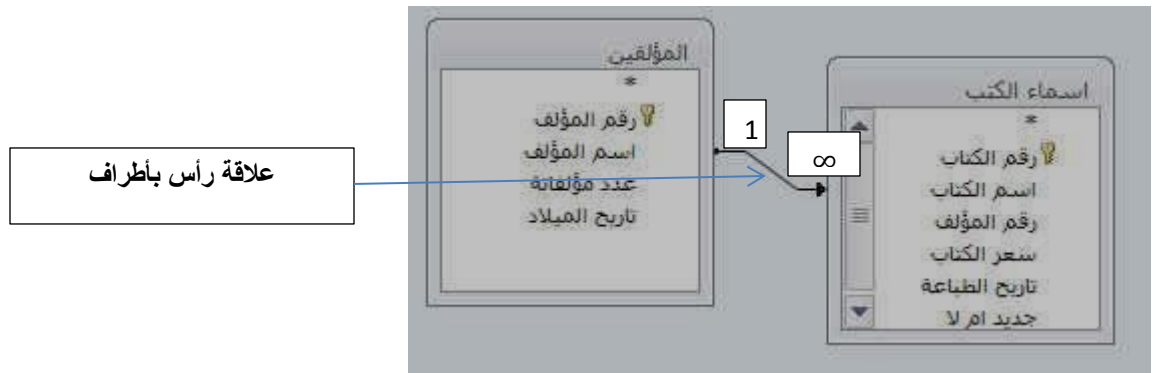 اسماء الكتب
*
رقم الكتاب
اسم الكتاب
رقم المؤلف
سعر الكتاب
تاريخ الطباعة
جديد ام لا
∞
1
المؤلفين
*
رقم المؤلف
اسم المؤلف
عدد مؤلفاتة
تاريخ الميلاد
علاقة رأس بأطراف